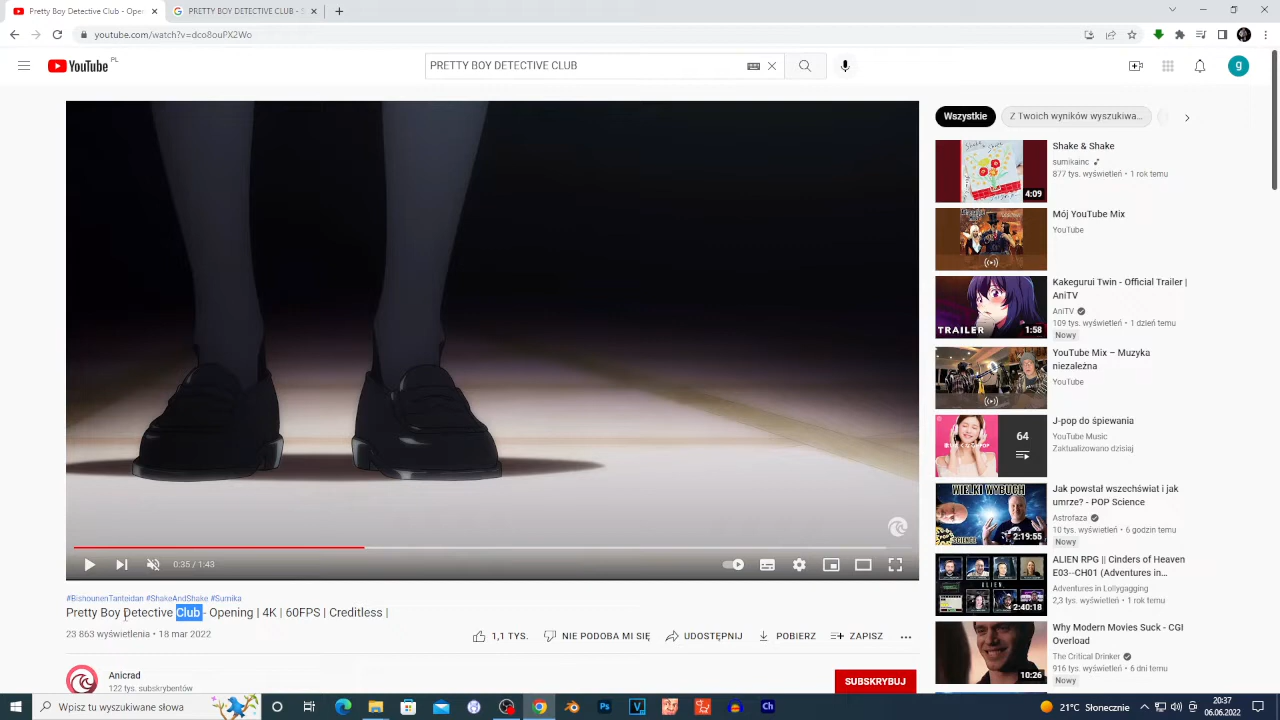 Pretty Boy Detective Club - Ope
PRETTY BOY DETECTIVE CLUB - S
youtube.com/watch?v=dco8ouPX2Wo
YouTube PL
PRETTY BOY DETECTIVE CLUB
g
Wszystkie
Z Twoich wyników wyszukiwa...
Shake & Shake
sumikainc
877 tys. wyświetleń • 1 rok temu
4:09
Mój YouTube Mix
YouTube
Kakegurui Twin - Official Trailer |
AniTV
AniTV
109 tys. wyświetleń • 1 dzień temu
Nowy
TRAILER
1:58
YouTube Mix – Muzyka
niezależna
YouTube
J-pop do śpiewania
YouTube Music
Zaktualizowano dzisiaj
64
Jak powstał wszechświat i jak
umrze? - POP Science
Astrofaza
10 tys. wyświetleń • 6 godzin temu
Nowy
WIELKI WYBUCH
POP
SCIENCE
2:19:55
ALIEN RPG || Cinders of Heaven
E03--CH01 (Adventures in...
Adventures in Lollygagging
2,3 tys. wyświetleń • 1 rok temu
ALIEN
2:40:18
Why Modern Movies Suck - CGI
Overload
The Critical Drinker
916 tys. wyświetleń • 6 dni temu
Nowy
10:26
0:35 / 1:43
#BishounenTanteidan #ShakeAndShake #Sumika
Pretty Boy Detective Club - Opening | 4K | 60FPS | Creditless |
23 863 wyświetlenia • 18 mar 2022
1,1 TYS.
NIE PODOBA MI SIĘ
UDOSTĘPNIJ
POBIERZ
ZAPISZ
Anicrad
122 tys. subskrybentów
SUBSKRYBUJ
Wpisz tu wyszukiwane słowa
Ps
V
Au
Ch
21°C Słonecznie
20:37
06.06.2022